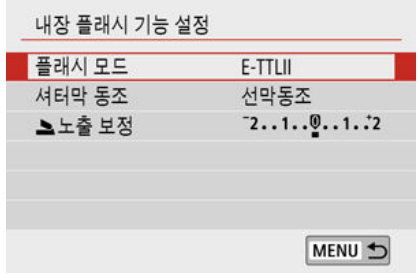 내장 플래시 기능 설정
플래시 모드 E-TTLII
셔터막 동조 선막동조
노출 보정 -2..1..0..1..+2
MENU